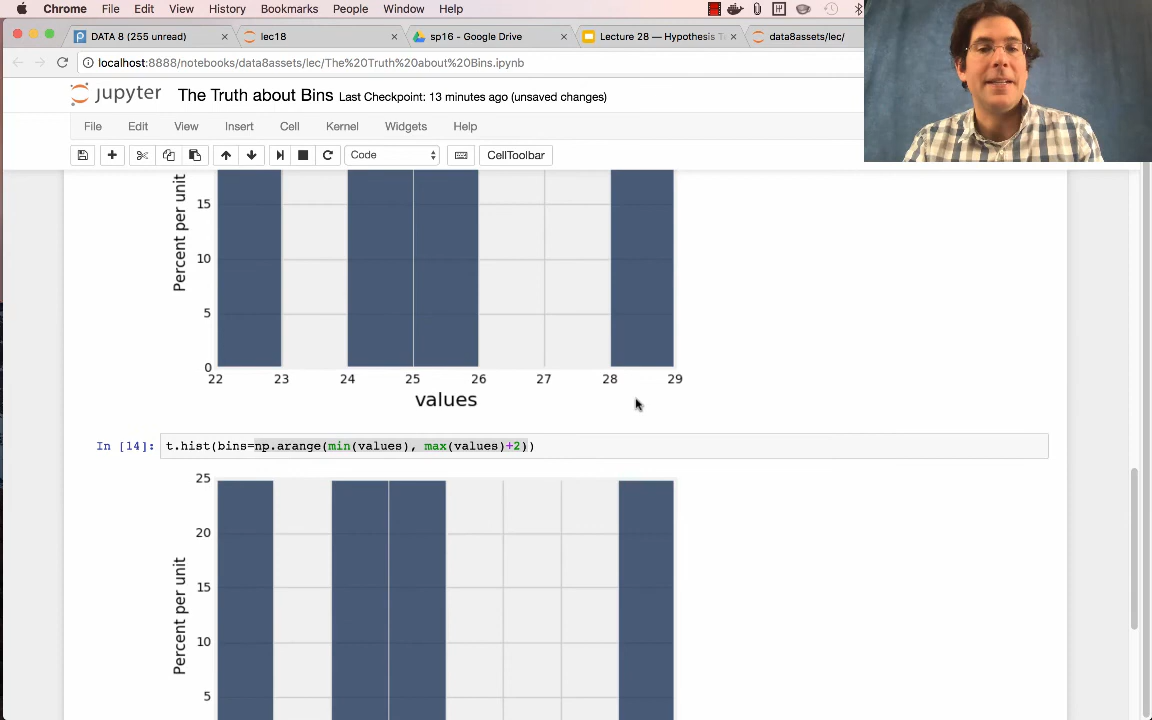 Chrome File Edit View History Bookmarks People Window Help
DATA 8 (255 unread) × lec18 × sp16 - Google Drive × Lecture 28 — Hypothesis T × data8assets/lec/
localhost:8888/notebooks/data8assets/lec/The%20Truth%20about%20Bins.ipynb
jupyter The Truth about Bins Last Checkpoint: 13 minutes ago (unsaved changes)
File Edit View Insert Cell Kernel Widgets Help
Code CellToolbar
Percent per unit
15
10
5
0
22 23 24 25 26 27 28 29
values
In [14]: t.hist(bins=np.arange(min(values), max(values)+2))
25
20
Percent per unit
15
10
5